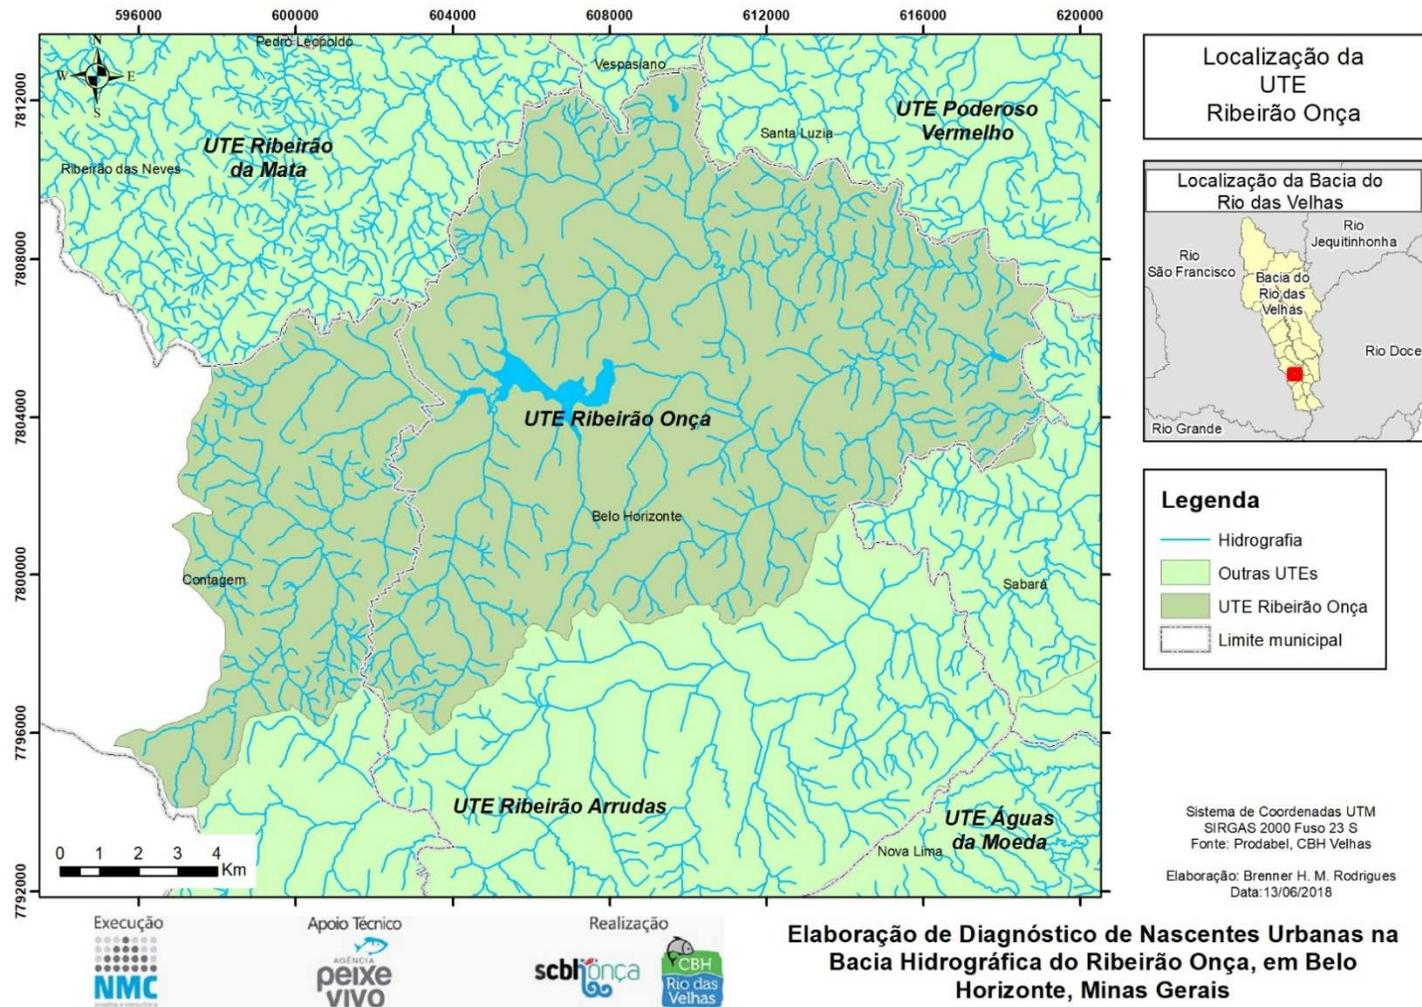 596000 600000 604000 608000 612000 616000 620000
7812000
7808000
7804000
7800000
7796000
7792000
N
W E
S
Pedro Leopoldo
Vespasiano
Santa Luzia
UTE Poderoso
Vermelho
UTE Ribeirão
da Mata
Ribeirão das Neves
UTE Ribeirão Onça
Belo Horizonte
Contagem
Sabará
UTE Ribeirão Arrudas
UTE Águas
da Moeda
Nova Lima
0 1 2 3 4
Km
Localização da
UTE
Ribeirão Onça
Localização da Bacia do
Rio das Velhas
Rio
Jequitinhonha
Rio
São Francisco
Bacia do
Rio das
Velhas
Rio Doce
Rio Grande
Legenda
Hidrografia
Outras UTEs
UTE Ribeirão Onça
Limite municipal
Sistema de Coordenadas UTM
SIRGAS 2000 Fuso 23 S
Fonte: Prodabel, CBH Velhas
Elaboração: Brenner H. M. Rodrigues
Data:13/06/2018
Execução
NMC
Apoio Técnico
AGÊNCIA
peixe
vivo
Realização
scbh onça
CBH
Rio das
Velhas
Elaboração de Diagnóstico de Nascentes Urbanas na
Bacia Hidrográfica do Ribeirão Onça, em Belo
Horizonte, Minas Gerais